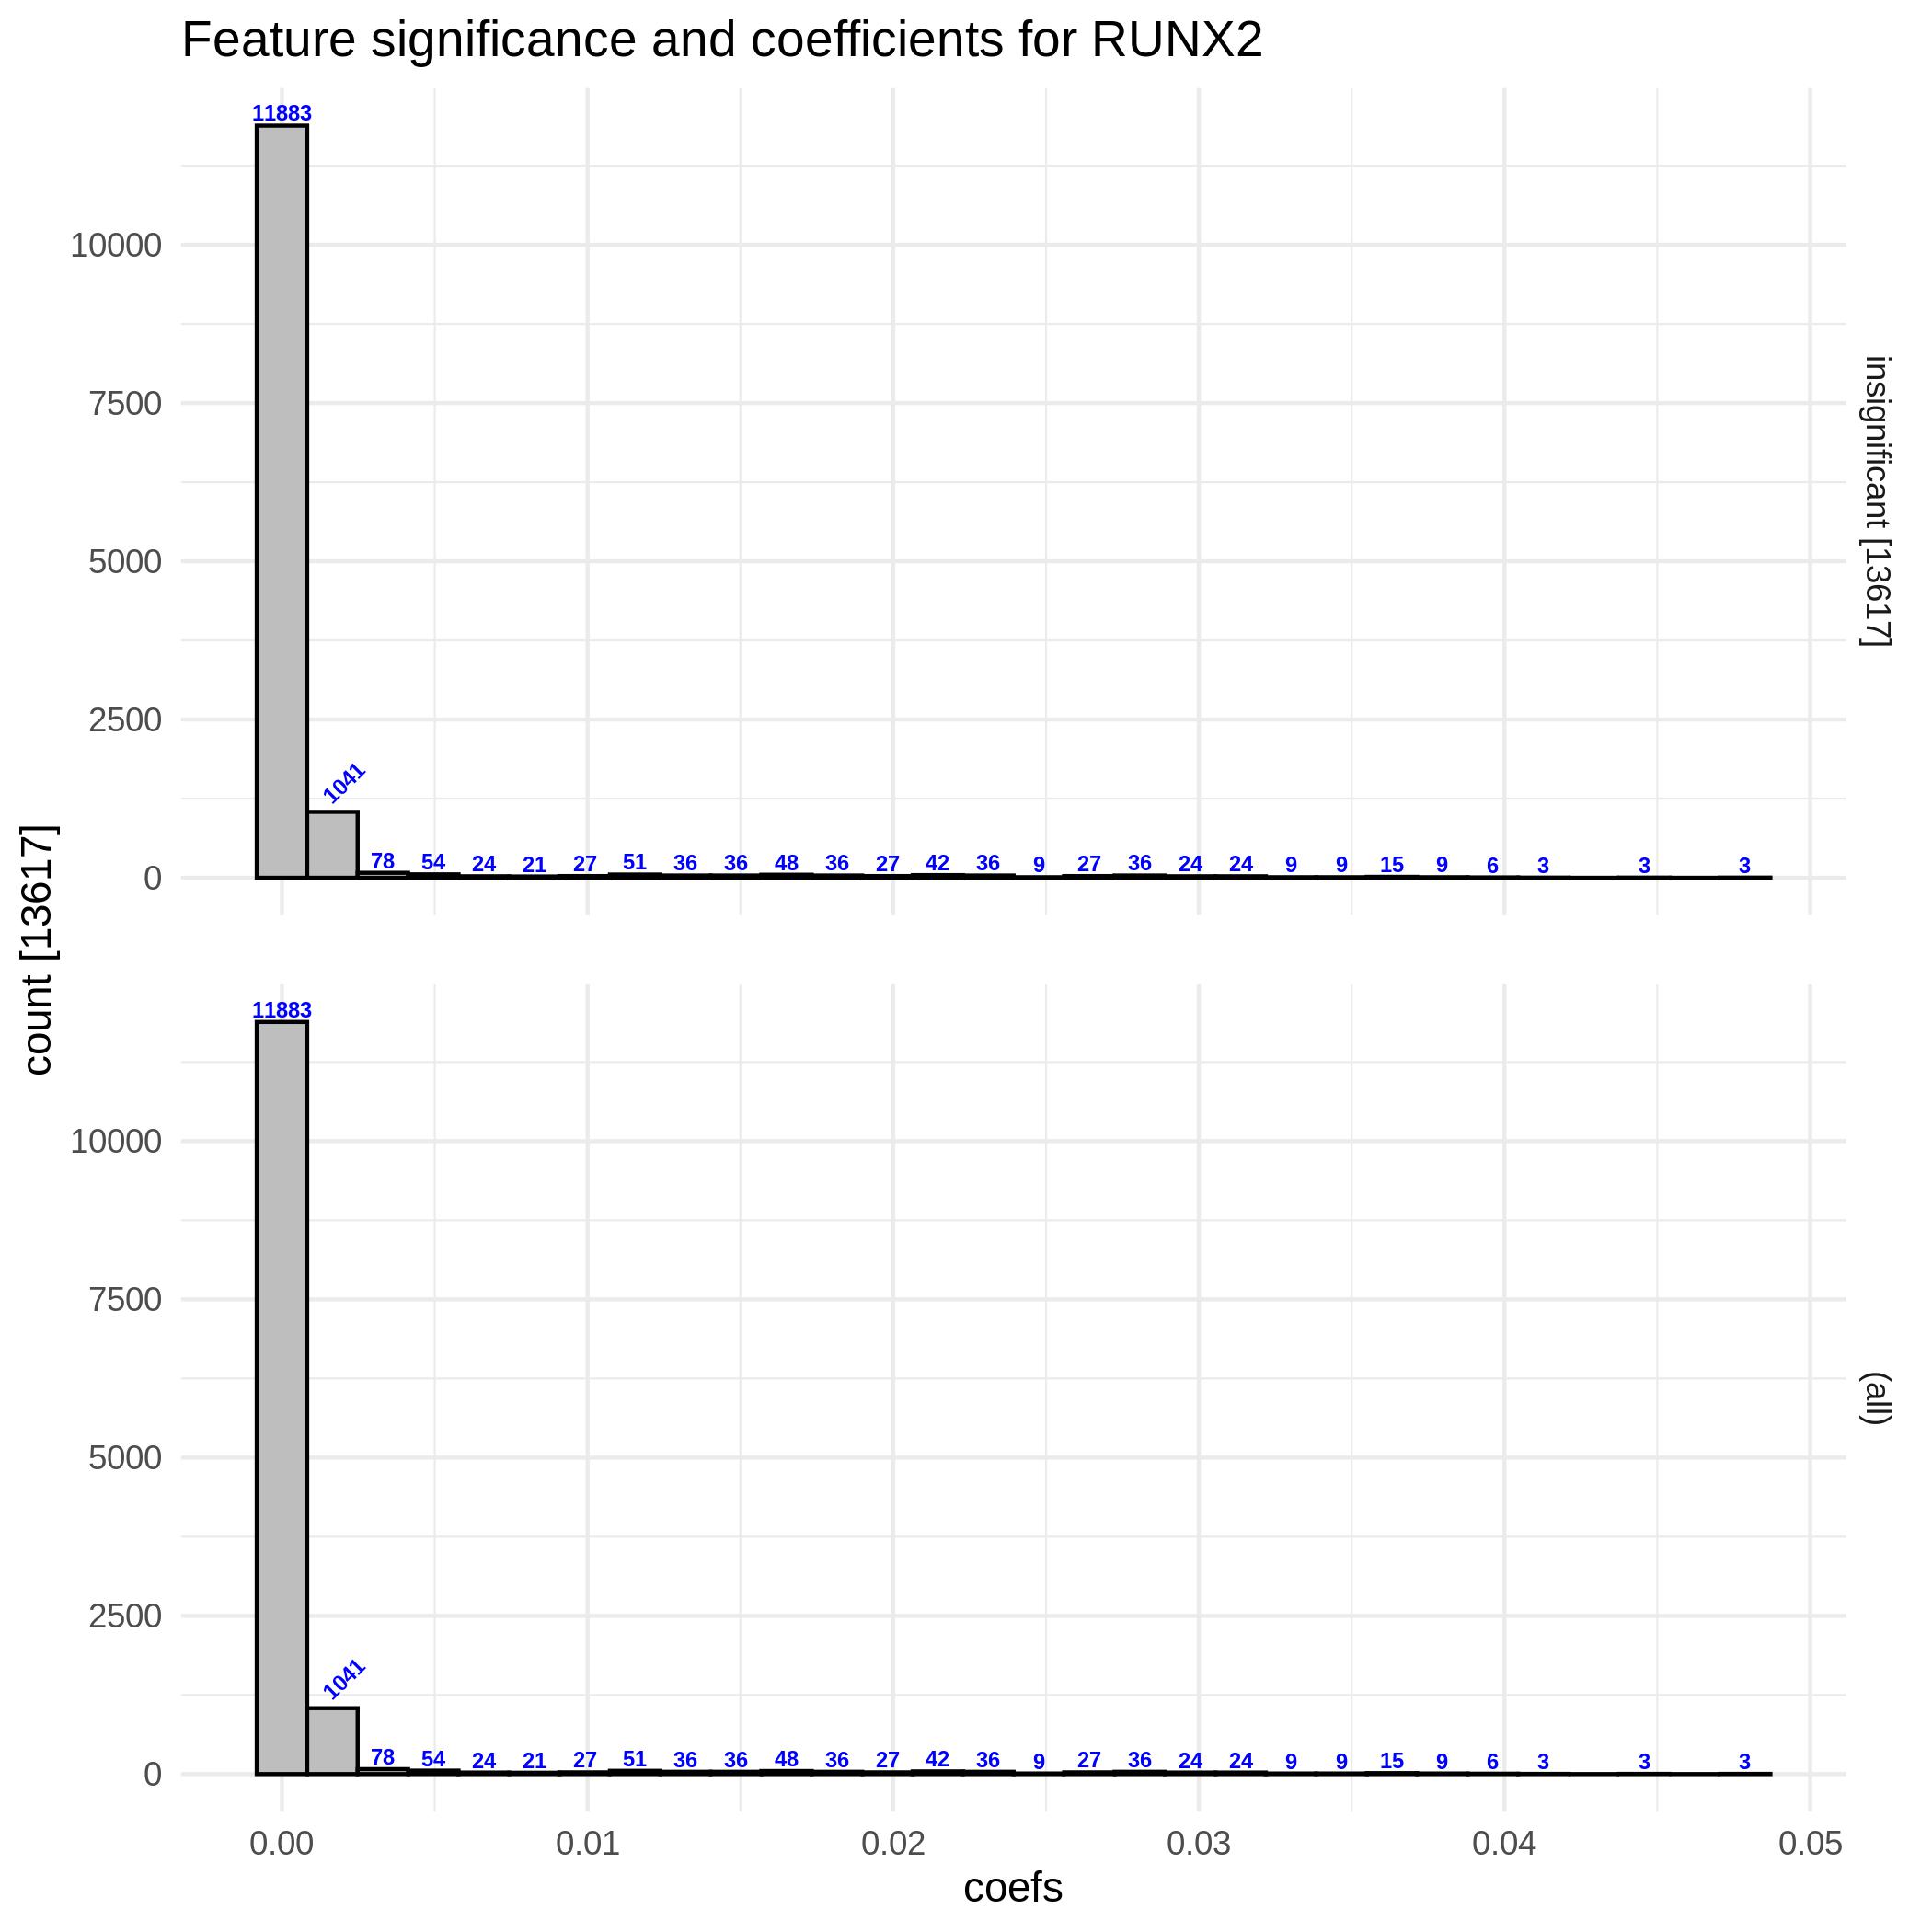 Feature significance and coefficients for RUNX2
11883
10000
7500
5000
2500
0
1041
78 54 24 21 27 51 36 36 48 36 27 42 36 9 27 36 24 24 9 9 15 9 6 3 3 3
insignificant [13617]
count [13617]
11883
10000
7500
5000
2500
0
1041
78 54 24 21 27 51 36 36 48 36 27 42 36 9 27 36 24 24 9 9 15 9 6 3 3 3
(all)
0.00 0.01 0.02 0.03 0.04 0.05
coefs